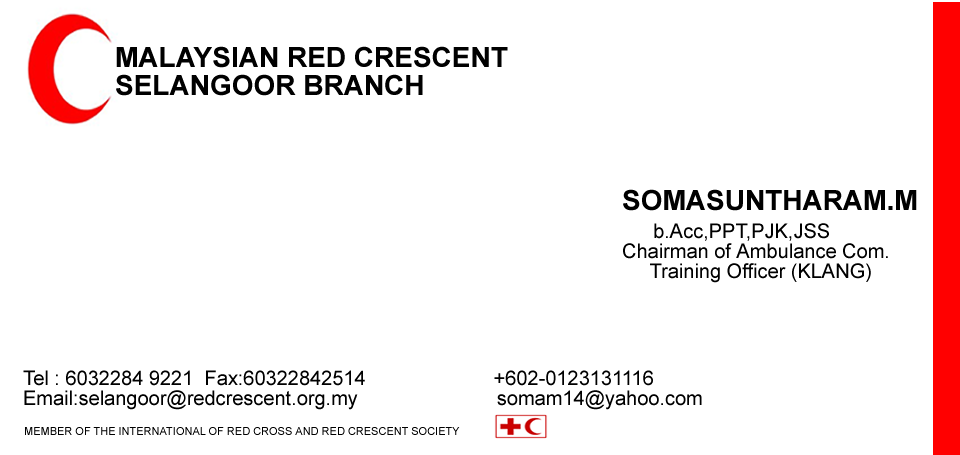 MALAYSIAN RED CRESCENT
SELANGOOR BRANCH
SOMASUNTHARAM.M
b.Acc,PPT,PJK,JSS
Chairman of Ambulance Com.
Training Officer (KLANG)
Tel : 6032284 9221 Fax:60322842514
Email:selangoor@redcrescent.org.my
+602-0123131116
somam14@yahoo.com
MEMBER OF THE INTERNATIONAL OF RED CROSS AND RED CRESCENT SOCIETY